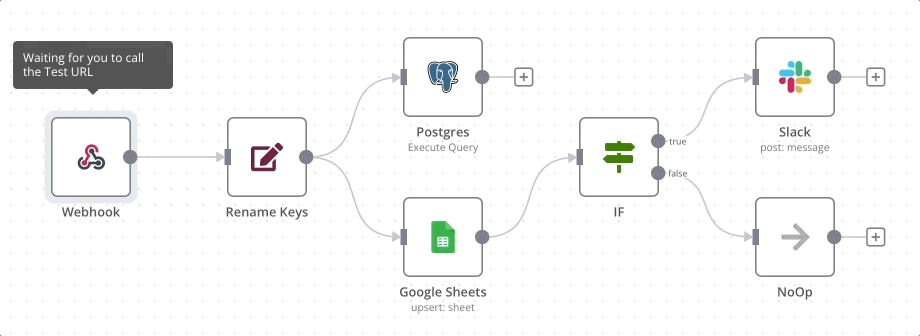 Waiting for you to call
the Test URL
Webhook
Rename Keys
Postgres
Execute Query
Google Sheets
upsert: sheet
IF
true
false
Slack
post: message
NoOp